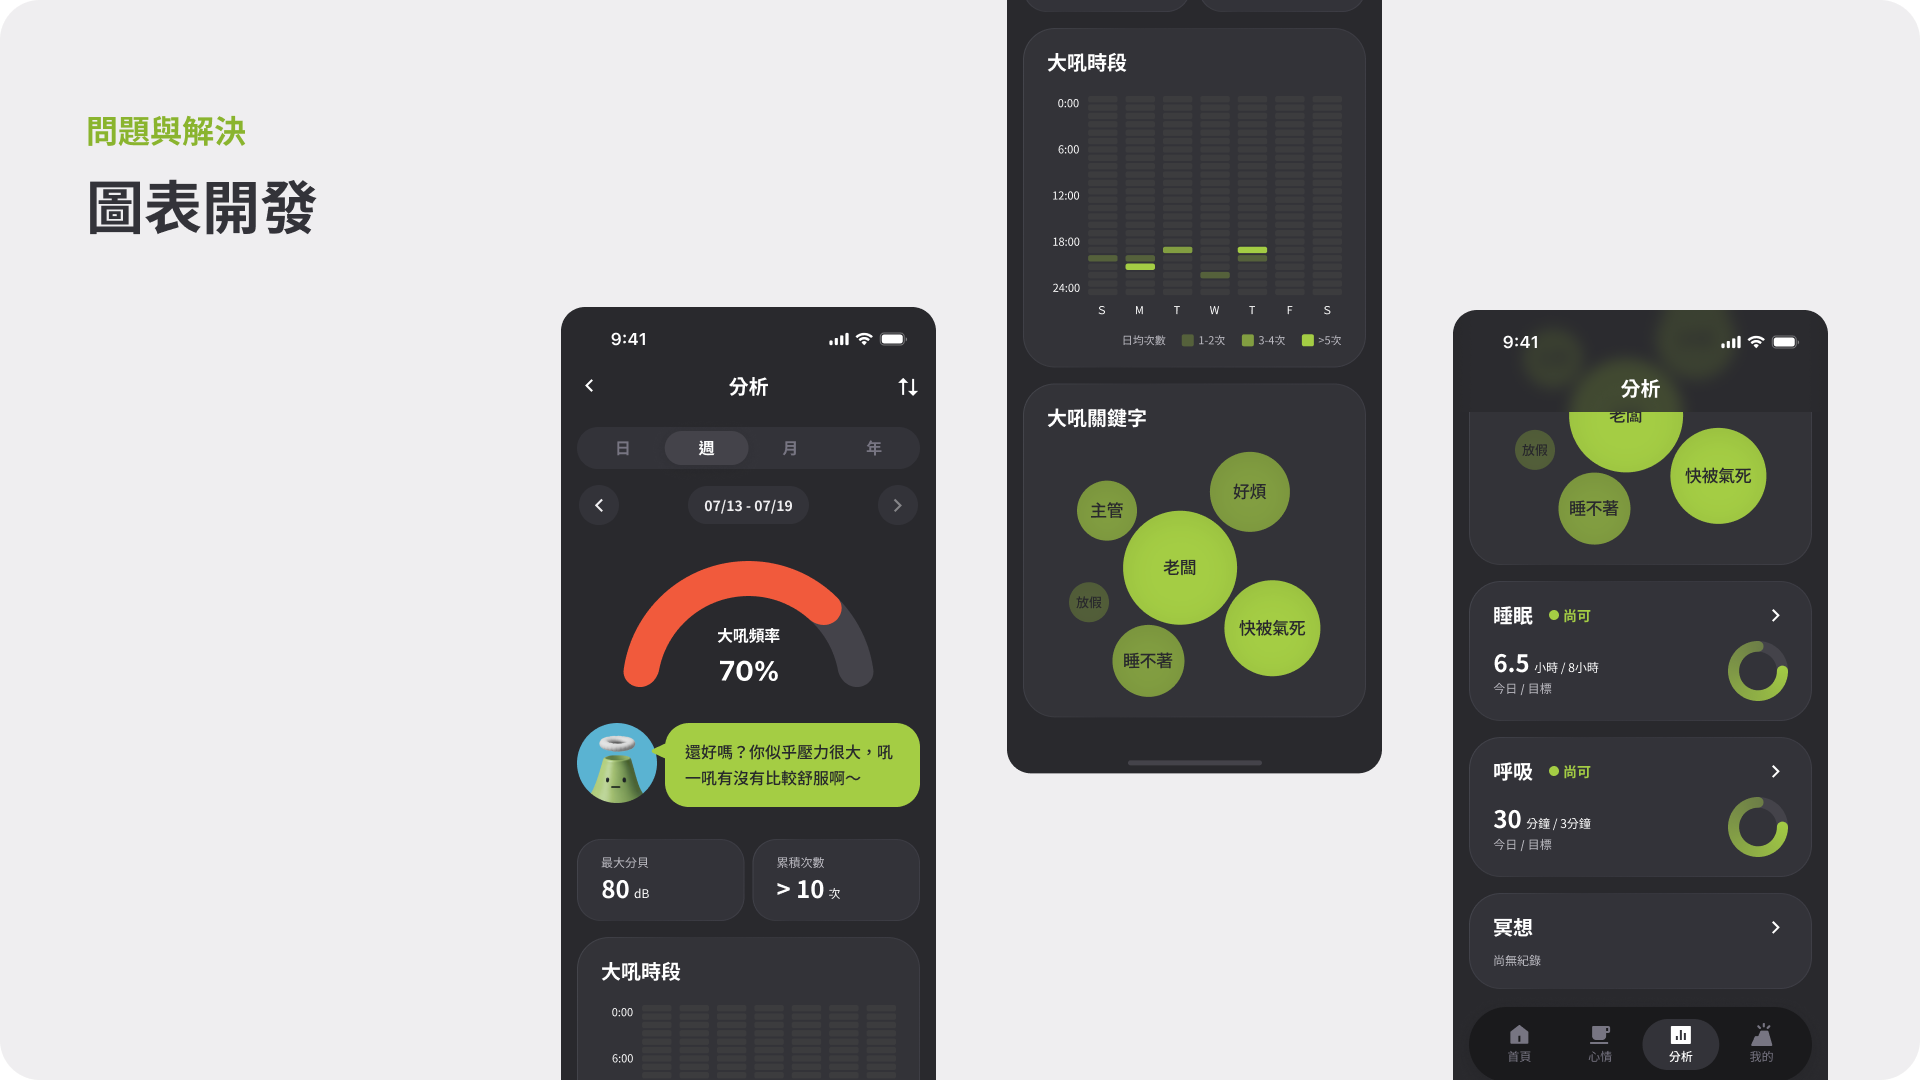 問題與解決
圖表開發
9:41
分析
日 週 月 年
07/13 - 07/19
大吼頻率
70%
還好嗎？你似乎壓力很大，吼
一吼有沒有比較舒服啊～
最大分貝
80 dB
累積次數
> 10 次
大吼時段
0:00
6:00
大吼時段
0:00
6:00
12:00
18:00
24:00
S M T W T F S
日均次數 1-2次 3-4次 >5次
大吼關鍵字
好煩
主管
老闆
放假
快被氣死
睡不著
9:41
分析
老闆
放假
快被氣死
睡不著
睡眠 尚可
6.5 小時 / 8小時
今日 / 目標
呼吸 尚可
30 分鐘 / 3分鐘
今日 / 目標
冥想
尚無紀錄
首頁 心情 分析 我的